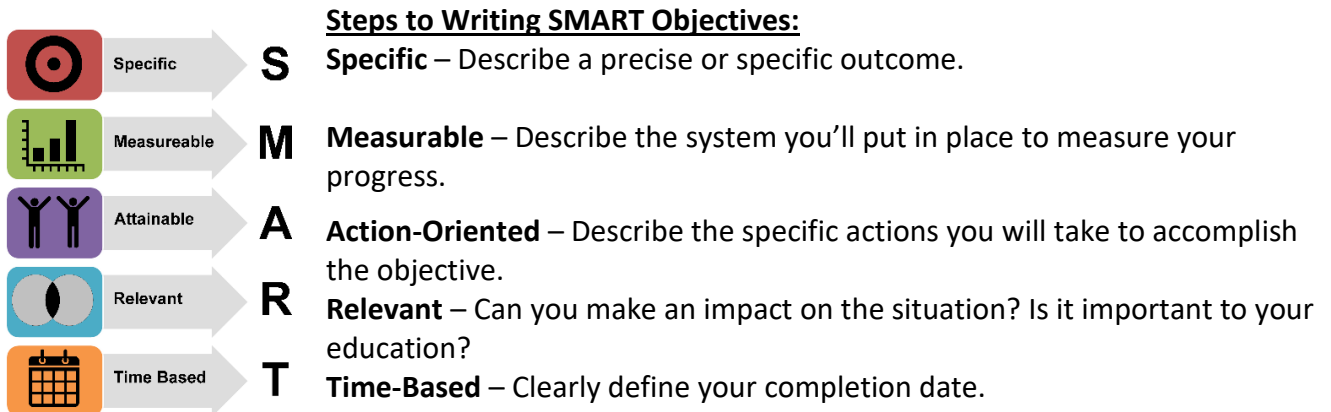 Steps to Writing SMART Objectives:
Specific
S
Specific – Describe a precise or specific outcome.
Measureable
M
Measurable – Describe the system you’ll put in place to measure your
progress.
Attainable
A
Action-Oriented – Describe the specific actions you will take to accomplish
the objective.
Relevant
R
Relevant – Can you make an impact on the situation? Is it important to your
education?
Time Based
T
Time-Based – Clearly define your completion date.